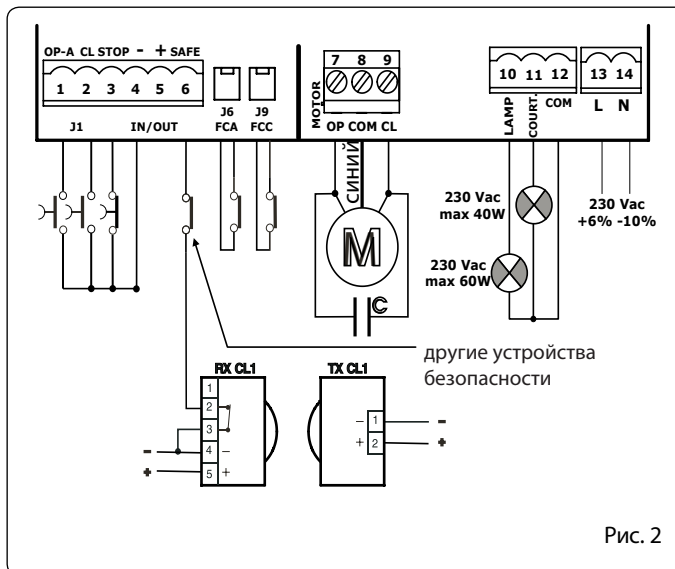 OP-A CL STOP - + SAFE
1 2 3 4 5 6
J1 IN/OUT
J6
FCA
J9
FCC
MOTOR
7 8 9
OP COM CL
СИНИЙ
M
C
10 11 12
LAMP
COURT.
COM
13 14
L N
230 Vac
max 40W
230 Vac
max 60W
230 Vac
+6% -10%
другие устройства
безопасности
RX CL1
1
2
3
4 -
5 +
- 
+
TX CL1
- 1 -
+ 2 +
Рис. 2